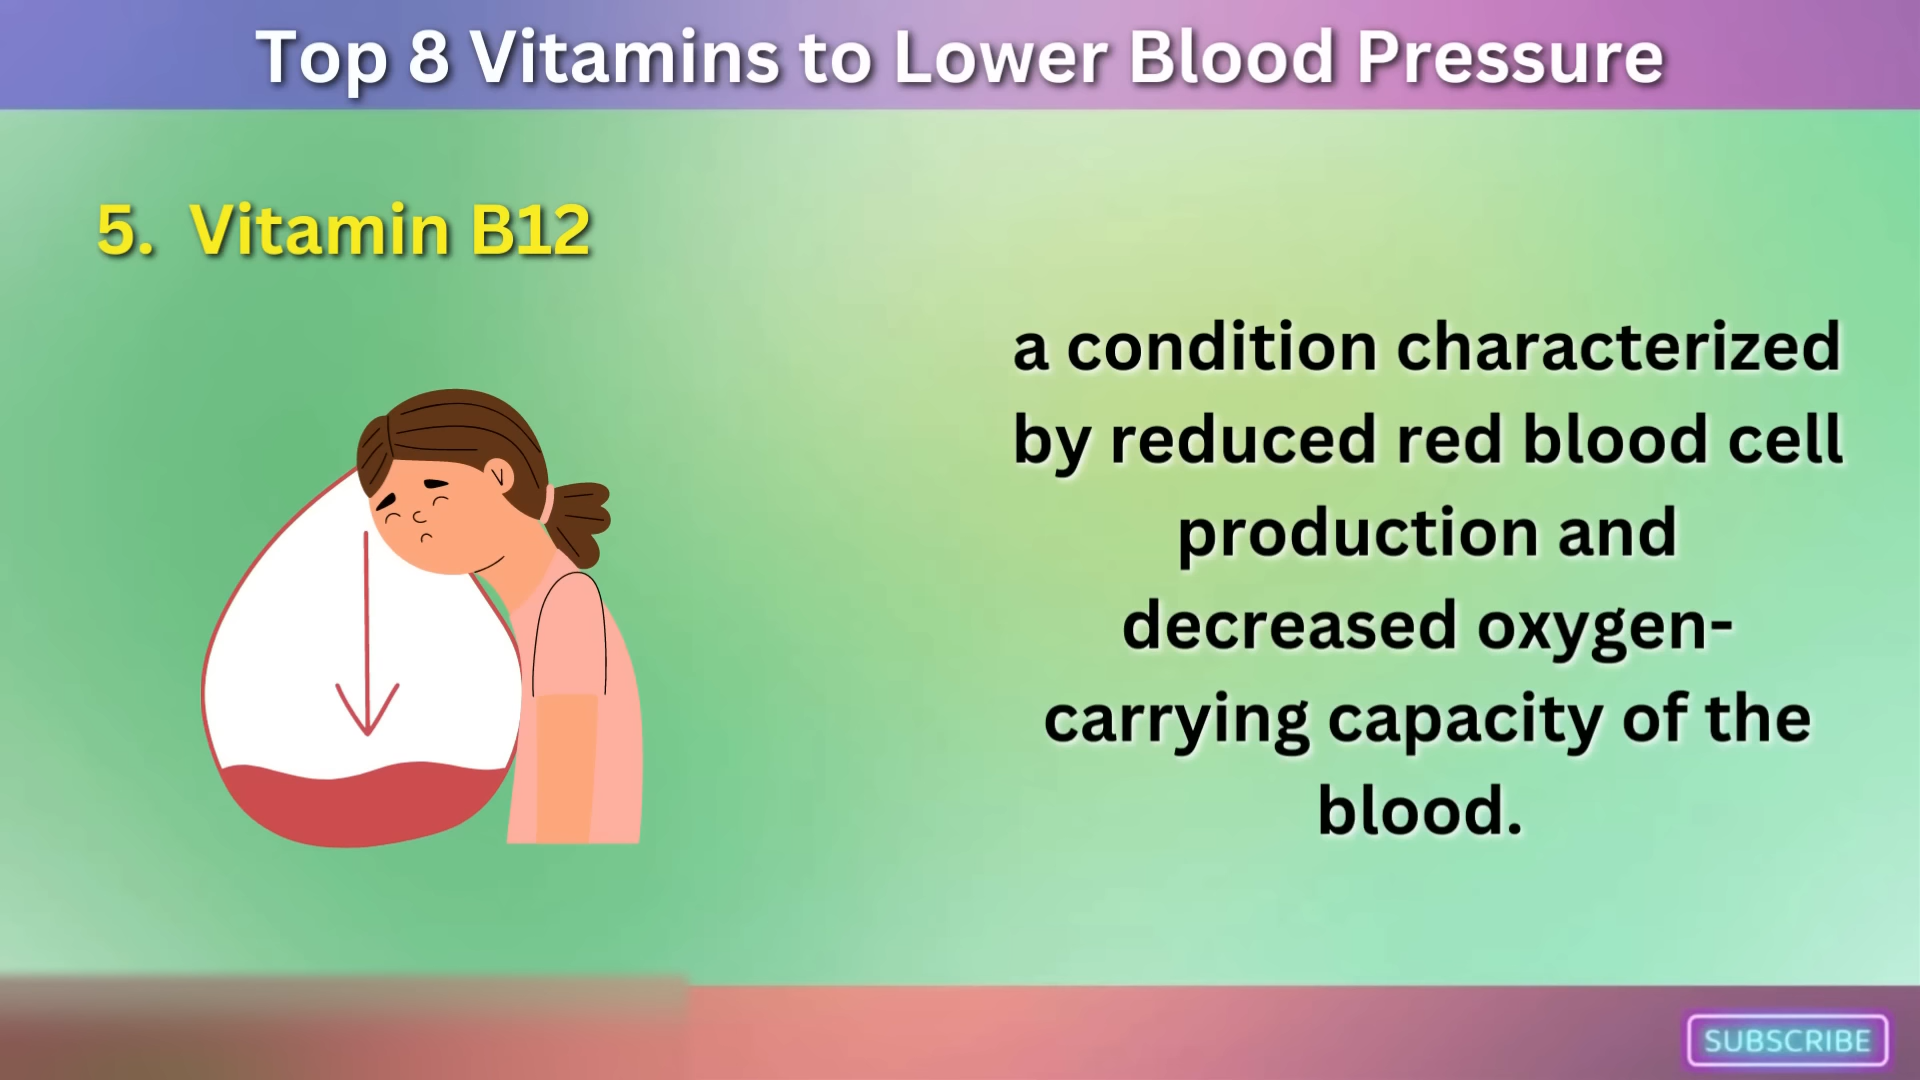 Top 8 Vitamins to Lower Blood Pressure
5. Vitamin B12
a condition characterized
by reduced red blood cell
production and
decreased oxygen-
carrying capacity of the
blood.
SUBSCRIBE